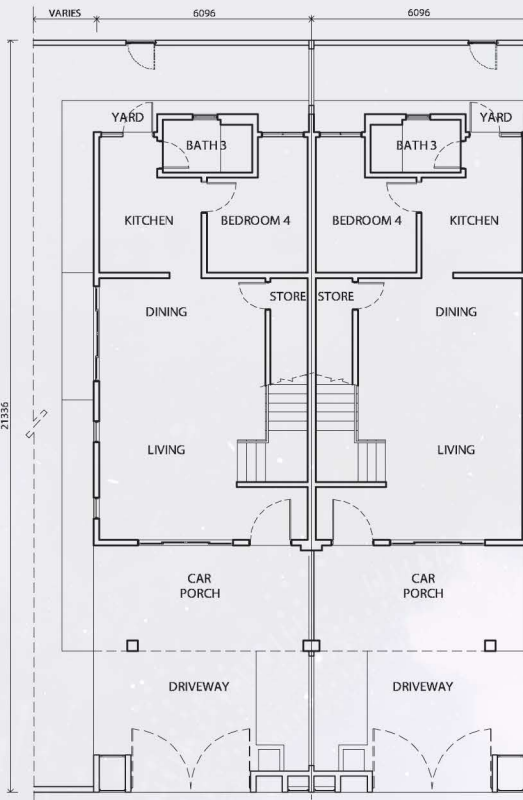 VARIES 6096 6096
YARD YARD
BATH 3 BATH 3
KITCHEN BEDROOM 4 BEDROOM 4 KITCHEN
STORE STORE
DINING DINING
21336
LIVING LIVING
CAR CAR
PORCH PORCH
DRIVEWAY DRIVEWAY